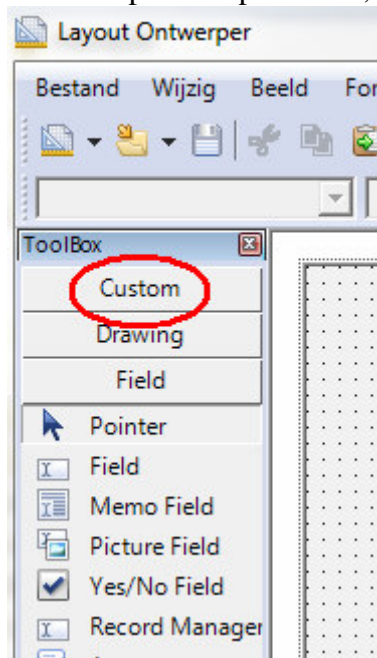 Layout Ontwerper
Bestand Wijzig Beeld For
ToolBox
Custom
Drawing
Field
Pointer
Field
Memo Field
Picture Field
Yes/No Field
Record Manager